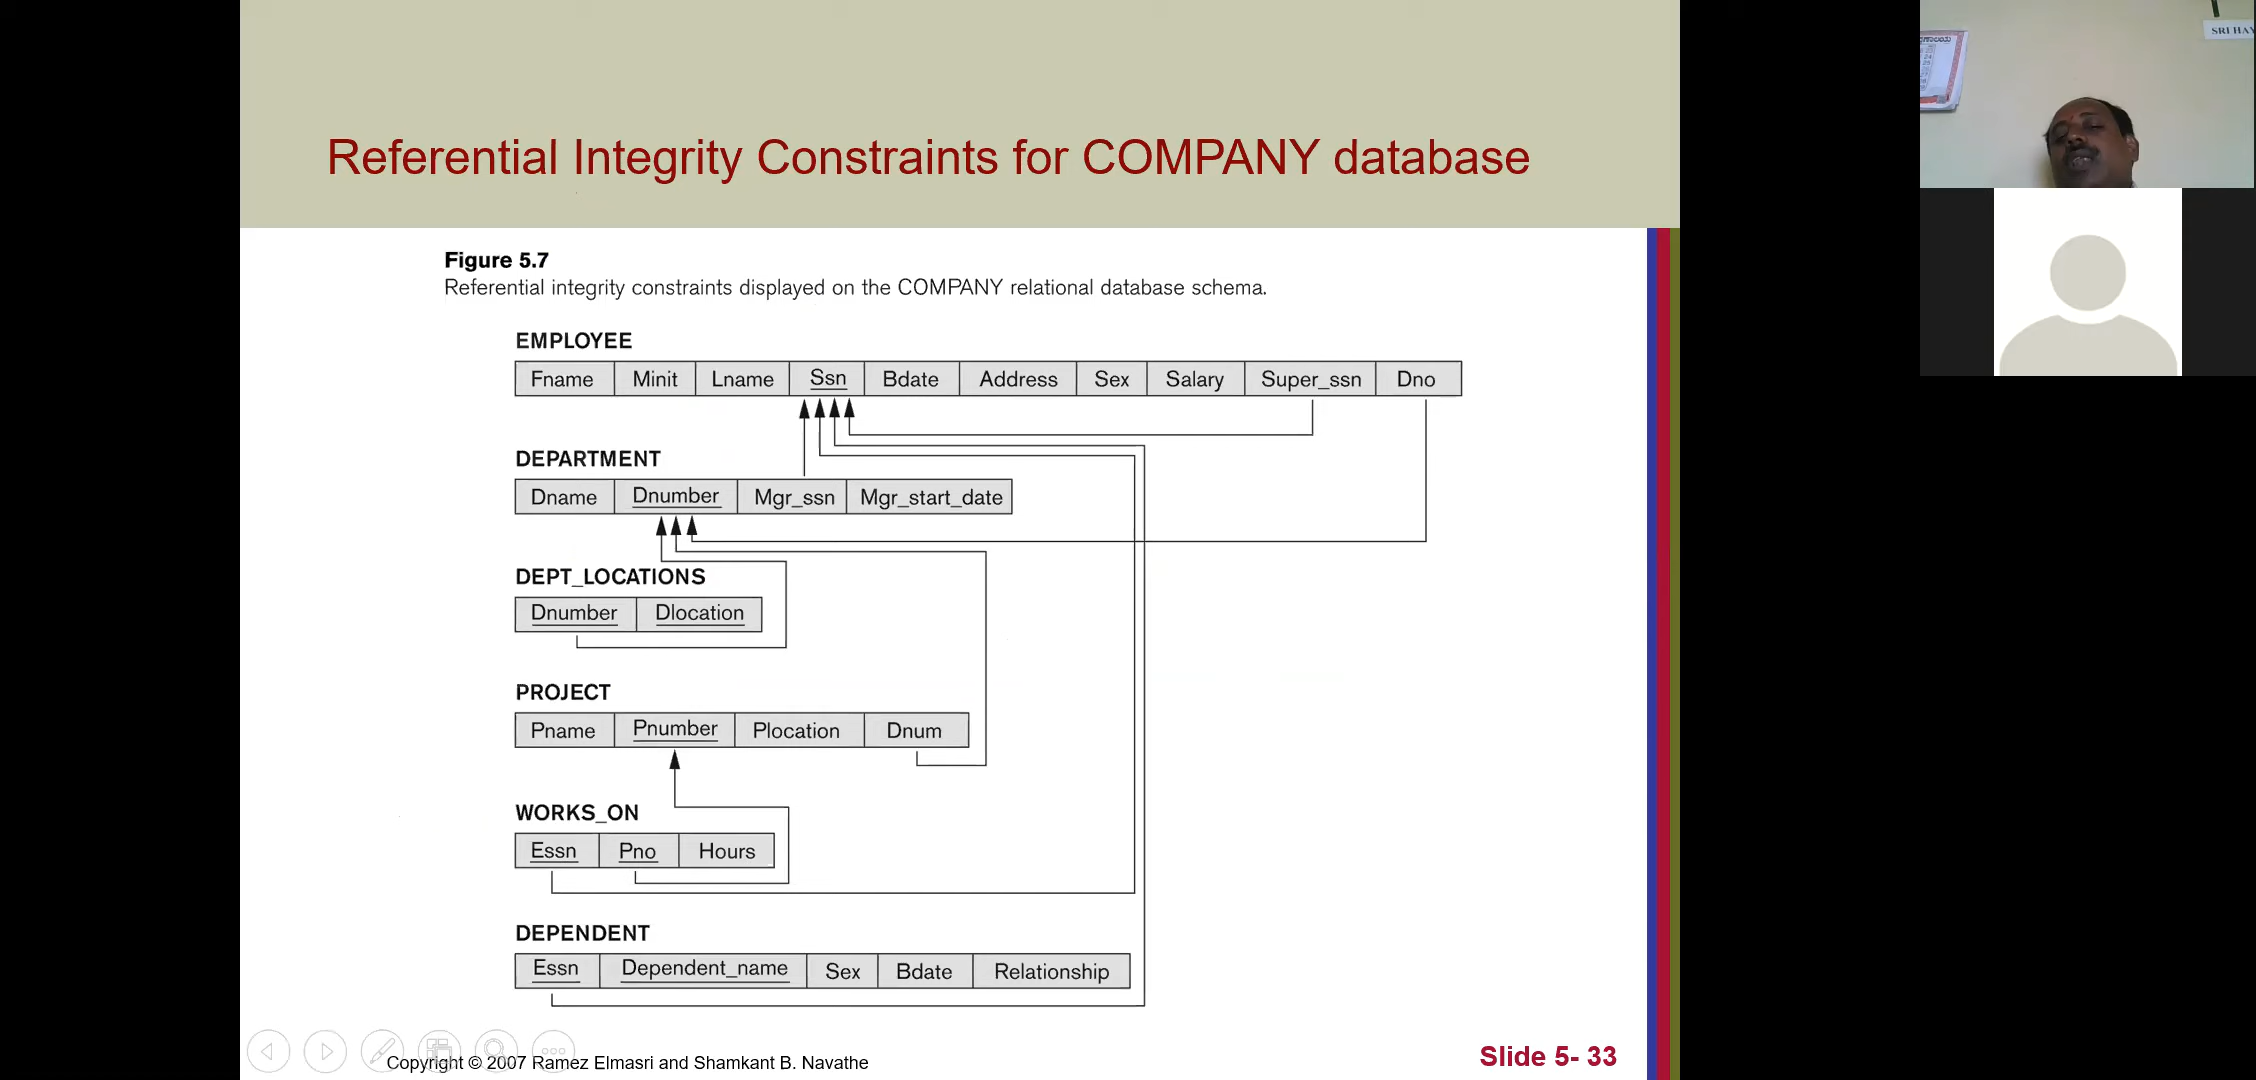 Referential Integrity Constraints for COMPANY database
Figure 5.7
Referential integrity constraints displayed on the COMPANY relational database schema.
EMPLOYEE
Fname Minit Lname Ssn Bdate Address Sex Salary Super_ssn Dno
DEPARTMENT
Dname Dnumber Mgr_ssn Mgr_start_date
DEPT_LOCATIONS
Dnumber Dlocation
PROJECT
Pname Pnumber Plocation Dnum
WORKS_ON
Essn Pno Hours
DEPENDENT
Essn Dependent_name Sex Bdate Relationship
Copyright © 2007 Ramez Elmasri and Shamkant B. Navathe
Slide 5- 33
SRI